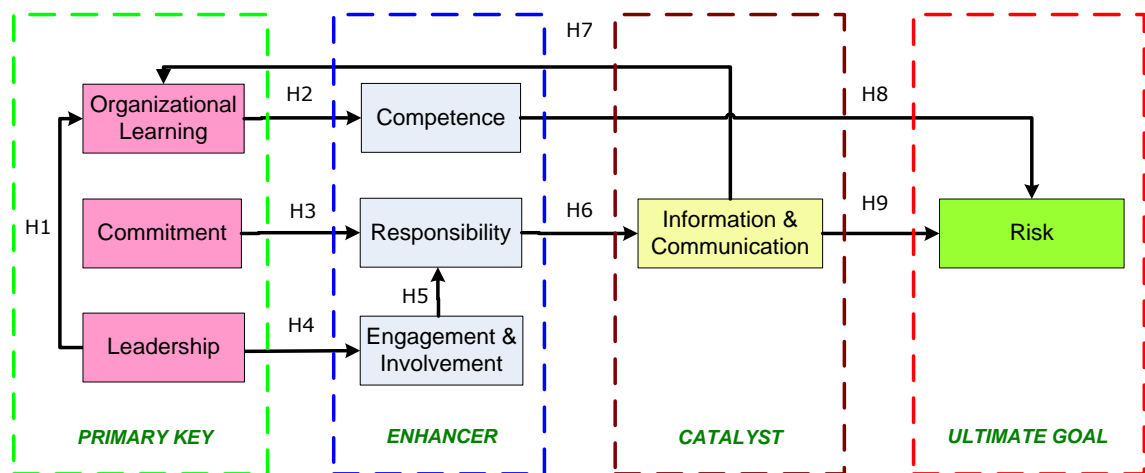 H7
Organizational
Learning
H2
Competence
H8
H1
Commitment
H3
Responsibility
H6
Information &
Communication
H9
Risk
H5
Leadership
H4
Engagement &
Involvement
PRIMARY KEY
ENHANCER
CATALYST
ULTIMATE GOAL